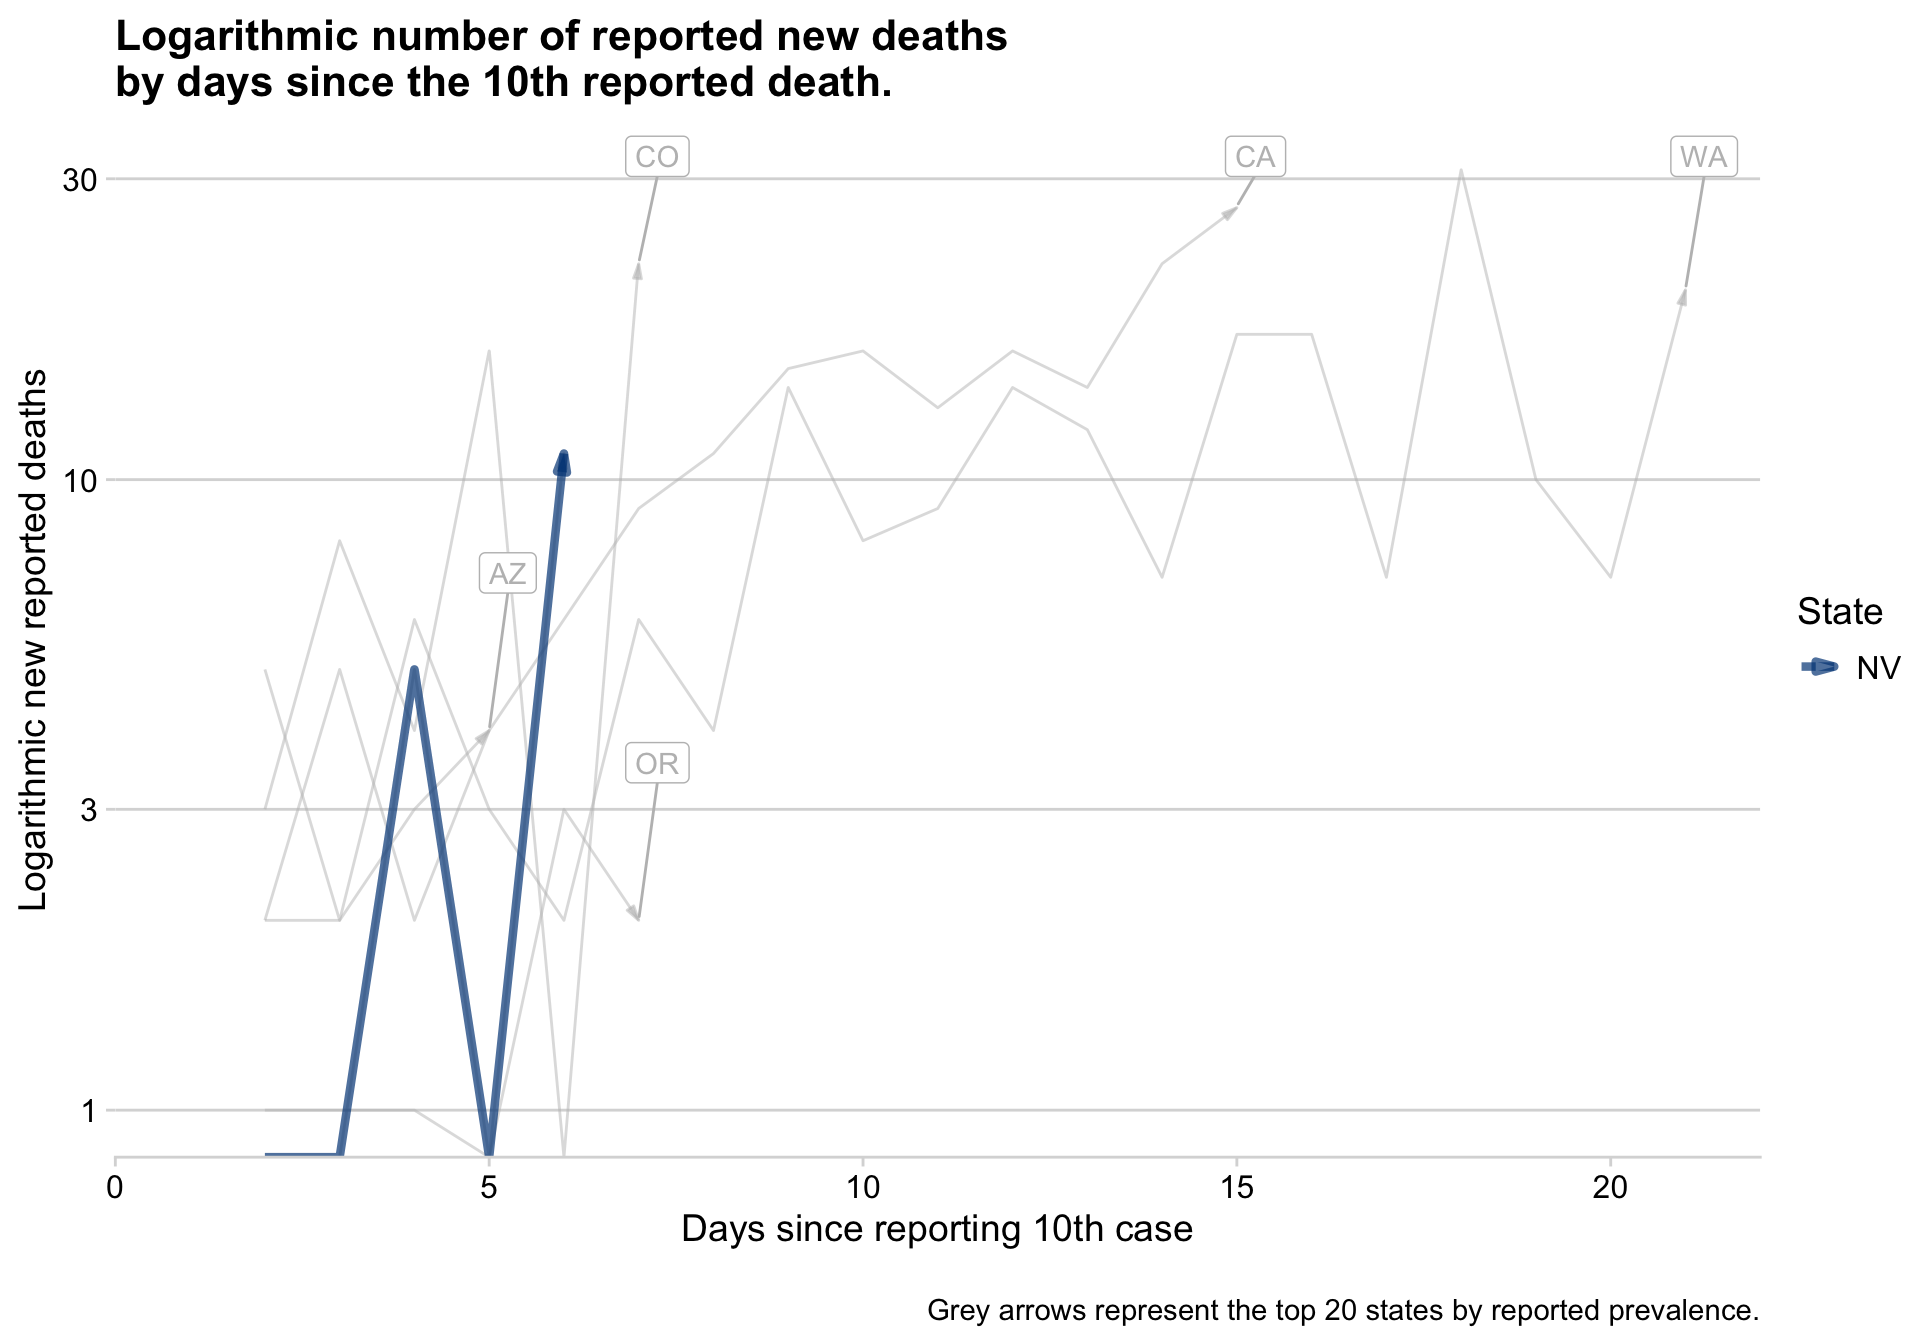 Logarithmic number of reported new deaths
by days since the 10th reported death.
CO
CA
WA
30
10
AZ
OR
3
1
Logarithmic new reported deaths
State
NV
0
5
10
15
20
Days since reporting 10th case
Grey arrows represent the top 20 states by reported prevalence.